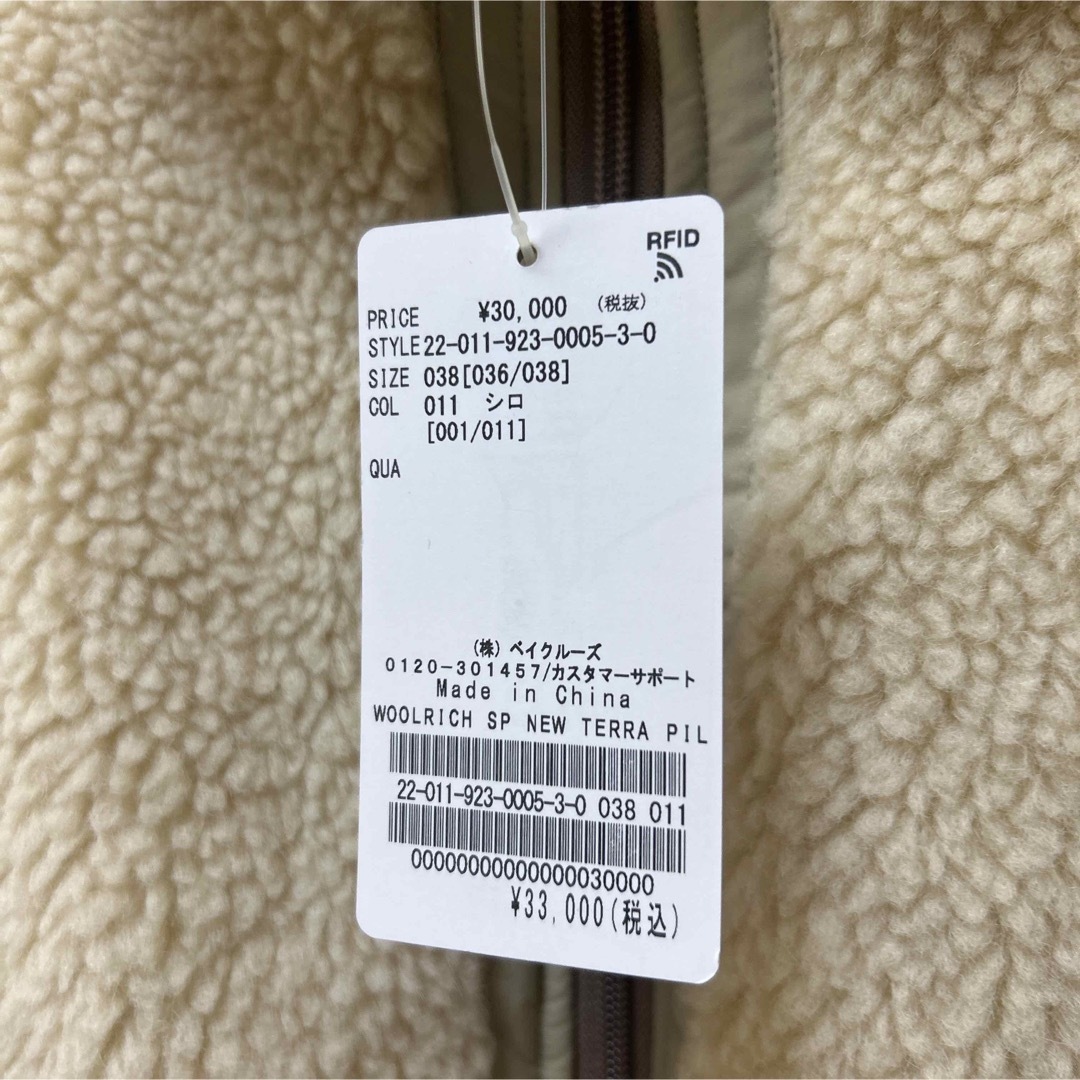 RFID
PRICE ¥30,000 (税抜)
STYLE 22-011-923-0005-3-0
SIZE 038[036/038]
COL 011 シロ
[001/011]
QUA
(株) ベイクルーズ
0120-301457/カスタマーサポート
Made in China
WOOLRICH SP NEW TERRA PIL
22-011-923-0005-3-0 038 011
00000000000000030000
¥33,000(税込)